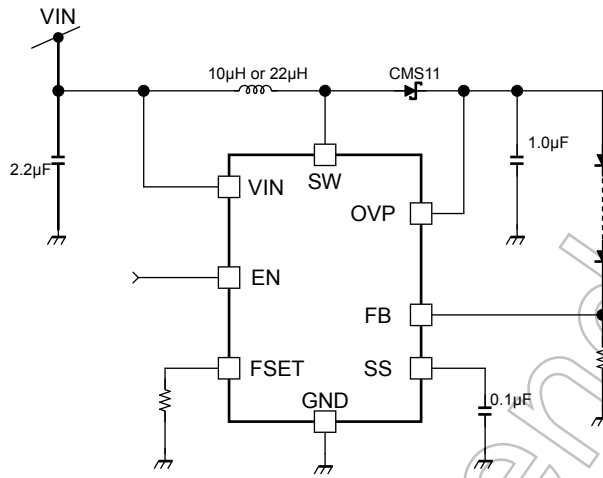 VIN
10µH or 22µH
CMS11
2.2µF
1.0µF
VIN
SW
OVP
EN
FB
FSET
SS
GND
0.1µF